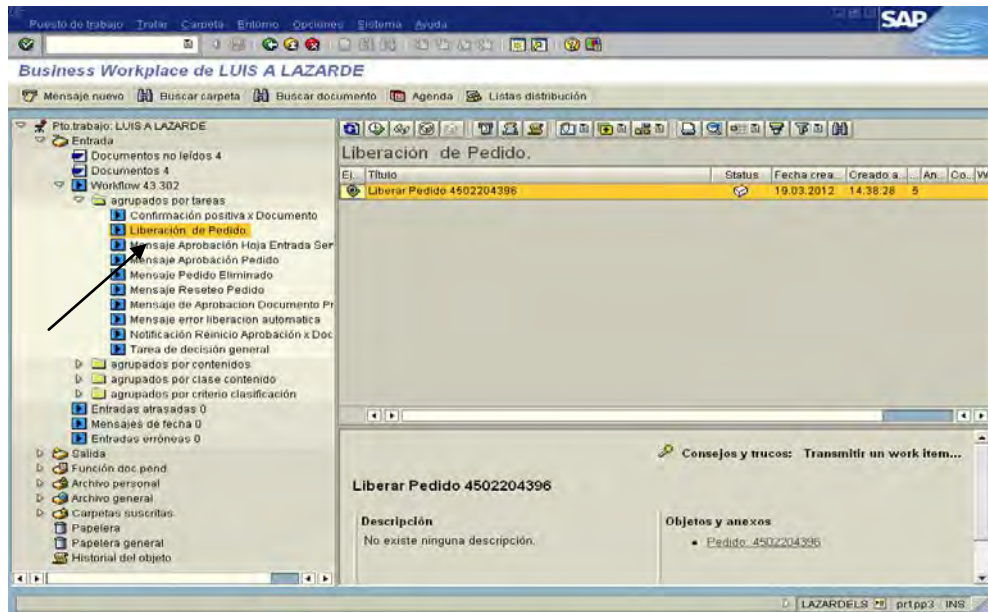 Puesto de trabajo Tratar Carpeta Entorno Opciones Sistema Ayuda
SAP
Business Workplace de LUIS A LAZARDE
Mensaje nuevo Buscar carpeta Buscar documento Agenda Listas distribución
Pto.trabajo: LUIS A LAZARDE
Entrada
Documentos no leídos 4
Documentos 4
Workflow 43.302
agrupados por tareas
Confirmación positiva x Documento
Liberación de Pedido.
Mensaje Aprobación Hoja Entrada Ser
Mensaje Aprobación Pedido
Mensaje Pedido Eliminado
Mensaje Reseteo Pedido
Mensaje de Aprobacion Documento Pr
Mensaje error liberacion automatica
Notificación Reinicio Aprobación x Doc
Tarea de decisión general
agrupados por contenidos
agrupados por clase contenido
agrupados por criterio clasificación
Entradas atrasadas 0
Mensajes de fecha 0
Entradas erróneas 0
Salida
Función doc.pend.
Archivo personal
Archivo general
Carpetas suscritas
Papelera
Papelera general
Historial del objeto
Liberación de Pedido.
Ej. Título Status Fecha crea... Creado a... An... Co... W
Liberar Pedido 4502204396 19.03.2012 14:38:28 5
Consejos y trucos: Transmitir un work item...
Liberar Pedido 4502204396
Descripción
No existe ninguna descripción.
Objetos y anexos
Pedido: 4502204396
LAZARDELS prlpp3 INS